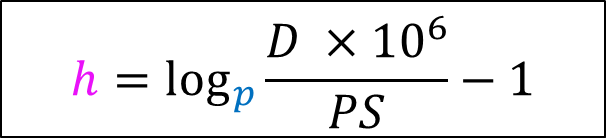 h = log_p (D × 10^6 / PS) − 1